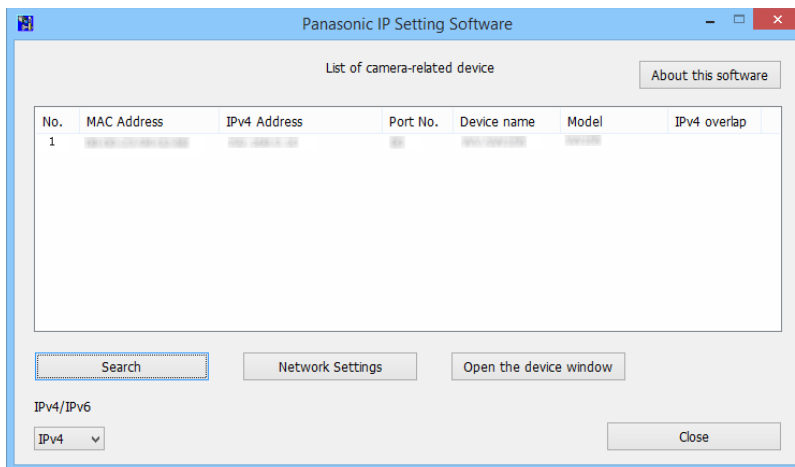 Panasonic IP Setting Software
List of camera-related device
About this software
No. MAC Address IPv4 Address Port No. Device name Model IPv4 overlap
1
Search Network Settings Open the device window
IPv4/IPv6
IPv4
Close